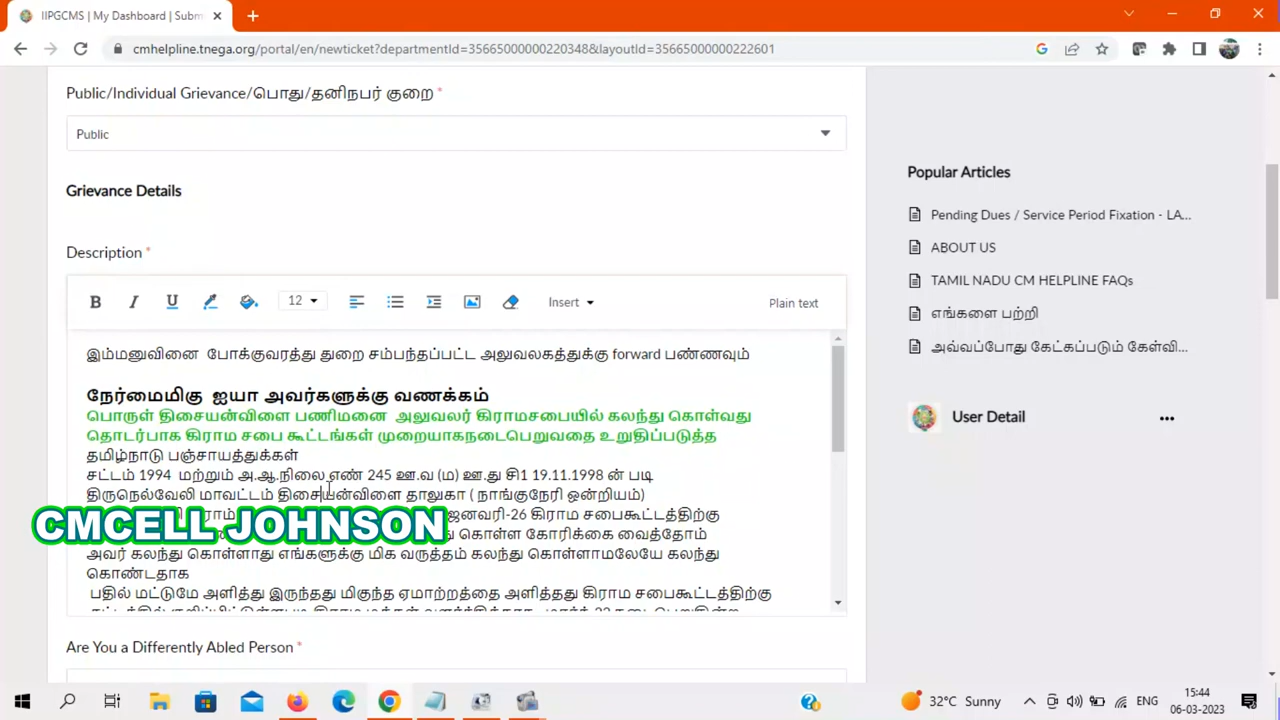 IIPGCMS | My Dashboard | Subm
cmhelpline.tnega.org/portal/en/newticket?departmentId=35665000000220348&layoutId=35665000000222601
Public/Individual Grievance/பொது/தனிநபர் குறை *
Public
Grievance Details
Description *
12
Insert
Plain text
இம்மனுவினை போக்குவரத்து துறை சம்பந்தப்பட்ட அலுவலகத்துக்கு forward பண்ணவும்
நேர்மைமிகு ஐயா அவர்களுக்கு வணக்கம்
பொருள் திசையன்விளை பணிமனை அலுவலர் கிராமசபையில் கலந்து கொள்வது
தொடர்பாக கிராம சபை கூட்டங்கள் முறையாகநடைபெறுவதை உறுதிப்படுத்த
தமிழ்நாடு பஞ்சாயத்துக்கள்
சட்டம் 1994 மற்றும் அ.ஆ.நிலை எண் 245 ஊ.வ (ம) ஊ.து சி1 19.11.1998 ன் படி
திருநெல்வேலி மாவட்டம் திசையன்விளை தாலுகா ( நாங்குநேரி ஒன்றியம்)
ஜனவரி-26 கிராம சபைகூட்டத்திற்கு
கொள்ள கோரிக்கை வைத்தோம்
CMCELL JOHNSON
அவர் கலந்து கொள்ளாது எங்களுக்கு மிக வருத்தம் கலந்து கொள்ளாமலேயே கலந்து
கொண்டதாக
பதில் மட்டுமே அளித்து இருந்தது மிகுந்த ஏமாற்றத்தை அளித்தது கிராம சபைகூட்டத்திற்கு
Are You a Differently Abled Person *
Popular Articles
Pending Dues / Service Period Fixation - LA...
ABOUT US
TAMIL NADU CM HELPLINE FAQs
எங்களை பற்றி
அவ்வப்போது கேட்கப்படும் கேள்வி...
User Detail
32°C Sunny
ENG
15:44
06-03-2023